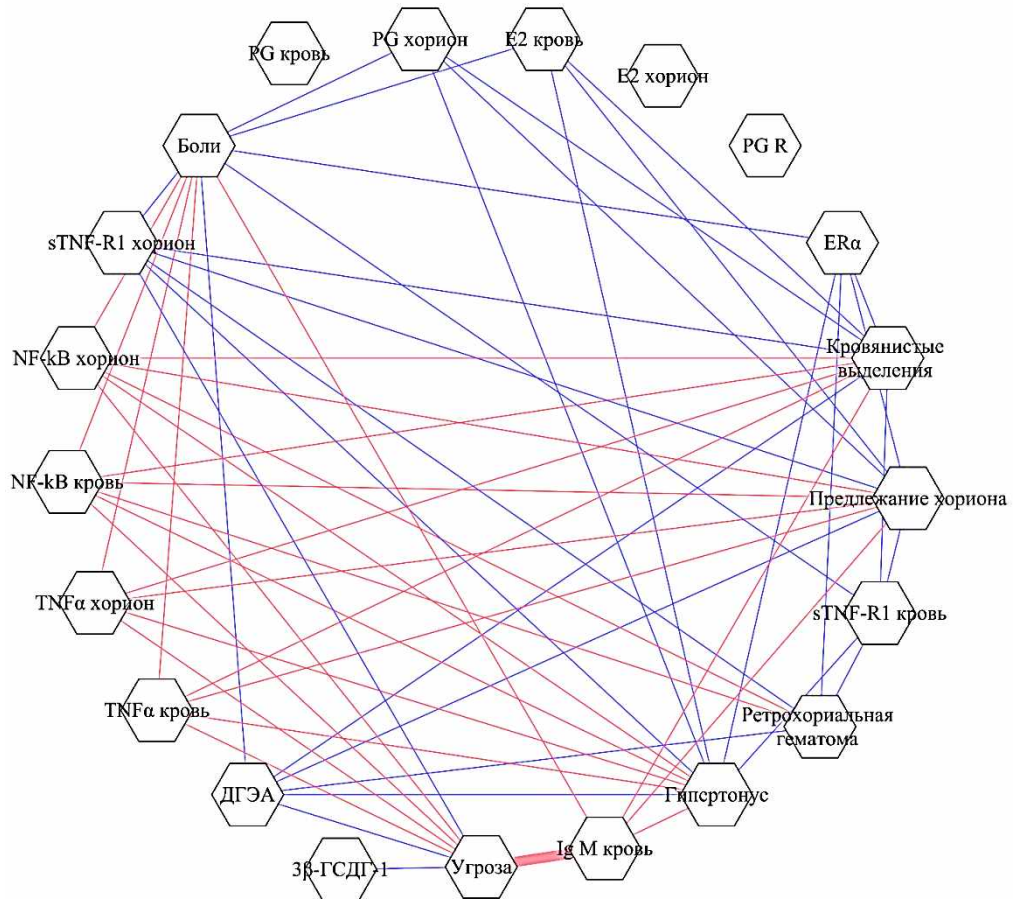 PG хорион
E2 кровь
PG кровь
E2 хорион
Боли
PG R
sTNF-R1 хорион
ERα
NF-kB хорион
Кровянистые
выделения
NF-kB кровь
Предлежание хориона
TNFα хорион
sTNF-R1 кровь
TNFα кровь
Ретрохориальная
гематома
ДГЭА
Гипертонус
3β-ГСДГ-1
Угроза
Ig M кровь